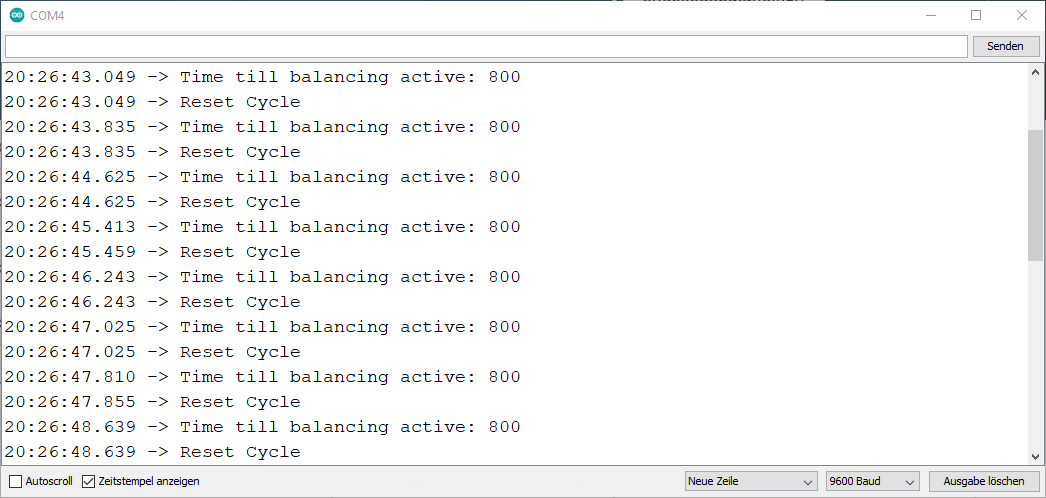 COM4
Senden
20:26:43.049 -> Time till balancing active: 800
20:26:43.049 -> Reset Cycle
20:26:43.835 -> Time till balancing active: 800
20:26:43.835 -> Reset Cycle
20:26:44.625 -> Time till balancing active: 800
20:26:44.625 -> Reset Cycle
20:26:45.413 -> Time till balancing active: 800
20:26:45.459 -> Reset Cycle
20:26:46.243 -> Time till balancing active: 800
20:26:46.243 -> Reset Cycle
20:26:47.025 -> Time till balancing active: 800
20:26:47.025 -> Reset Cycle
20:26:47.810 -> Time till balancing active: 800
20:26:47.855 -> Reset Cycle
20:26:48.639 -> Time till balancing active: 800
20:26:48.639 -> Reset Cycle
Autoscroll Zeitstempel anzeigen Neue Zeile 9600 Baud Ausgabe löschen